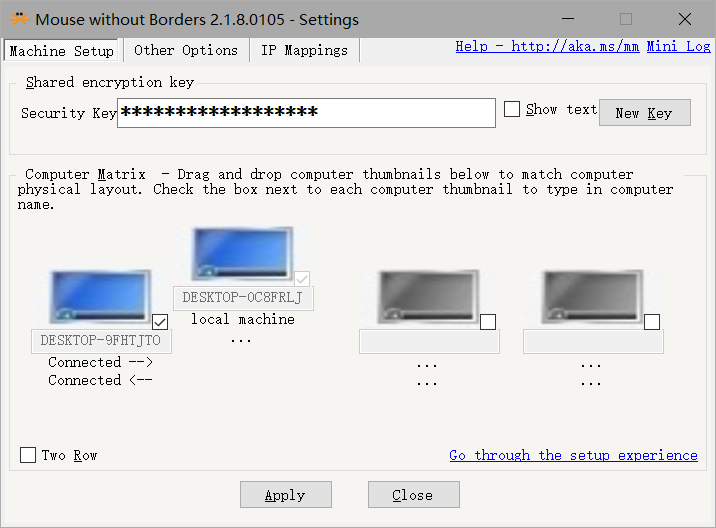 Mouse without Borders 2.1.8.0105 - Settings
Machine Setup Other Options IP Mappings Help - http://aka.ms/mm Mini Log
Shared encryption key
Security Key ****************** Show text New Key
Computer Matrix - Drag and drop computer thumbnails below to match computer
physical layout. Check the box next to each computer thumbnail to type in computer
name.
DESKTOP-0C8FRLJ
local machine
...
DESKTOP-9FHTJTO
Connected -->
Connected <--
...
...
...
...
Two Row Go through the setup experience
Apply Close